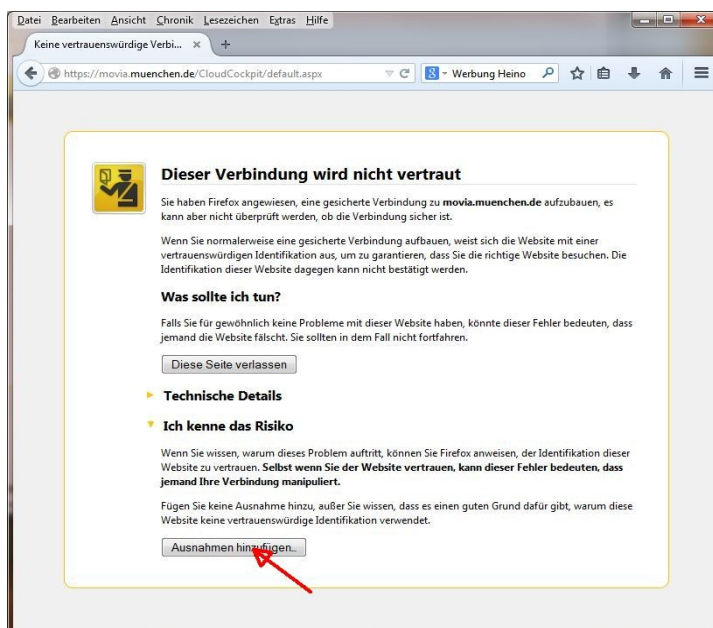 Datei Bearbeiten Ansicht Chronik Lesezeichen Extras Hilfe
Keine vertrauenswürdige Verbi... × +
https://movia.muenchen.de/CloudCockpit/default.aspx
Werbung Heino
Dieser Verbindung wird nicht vertraut
Sie haben Firefox angewiesen, eine gesicherte Verbindung zu movia.muenchen.de aufzubauen, es
kann aber nicht überprüft werden, ob die Verbindung sicher ist.
Wenn Sie normalerweise eine gesicherte Verbindung aufbauen, weist sich die Website mit einer
vertrauenswürdigen Identifikation aus, um zu garantieren, dass Sie die richtige Website besuchen. Die
Identifikation dieser Website dagegen kann nicht bestätigt werden.
Was sollte ich tun?
Falls Sie für gewöhnlich keine Probleme mit dieser Website haben, könnte dieser Fehler bedeuten, dass
jemand die Website fälscht. Sie sollten in dem Fall nicht fortfahren.
Diese Seite verlassen
Technische Details
Ich kenne das Risiko
Wenn Sie wissen, warum dieses Problem auftritt, können Sie Firefox anweisen, der Identifikation dieser
Website zu vertrauen. Selbst wenn Sie der Website vertrauen, kann dieser Fehler bedeuten, dass
jemand Ihre Verbindung manipuliert.
Fügen Sie keine Ausnahme hinzu, außer Sie wissen, dass es einen guten Grund dafür gibt, warum diese
Website keine vertrauenswürdige Identifikation verwendet.
Ausnahmen hinzufügen...